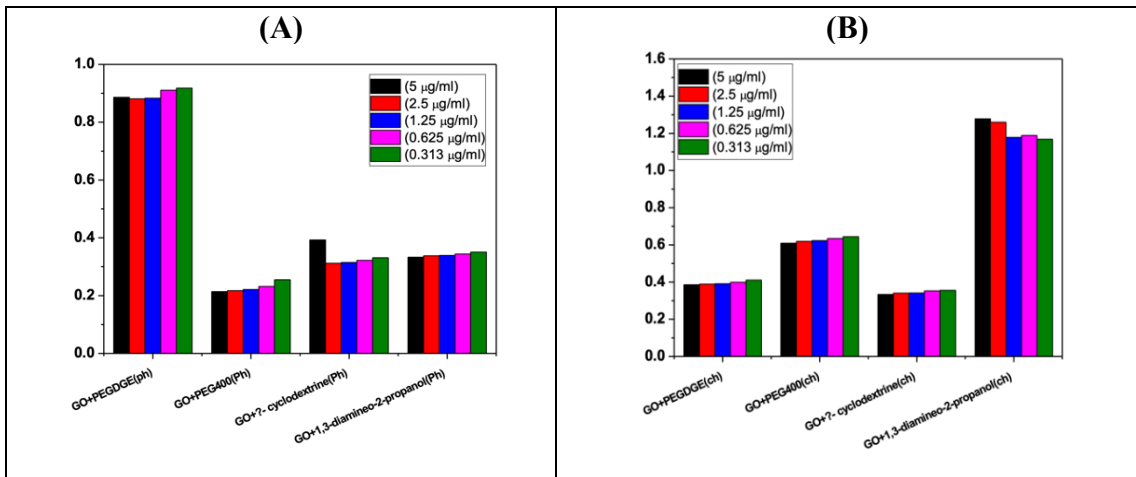 (A)
1.0
0.8
0.6
0.4
0.2
0.0
(5 μg/ml)
(2.5 μg/ml)
(1.25 μg/ml)
(0.625 μg/ml)
(0.313 μg/ml)
GO+PEGDGE(ph)
GO+PEG400(Ph)
GO+?- cyclodextrine(Ph)
GO+1,3-diamineo-2-propanol(Ph)
(B)
1.6
1.4
1.2
1.0
0.8
0.6
0.4
0.2
0.0
(5 μg/ml)
(2.5 μg/ml)
(1.25 μg/ml)
(0.625 μg/ml)
(0.313 μg/ml)
GO+PEGDGE(ch)
GO+PEG400(ch)
GO+?- cyclodextrine(ch)
GO+1,3-diamineo-2-propanol(ch)